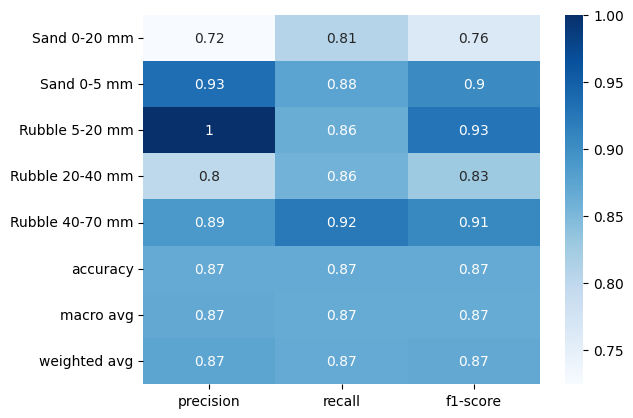 Sand 0-20 mm 0.72 0.81 0.76
Sand 0-5 mm 0.93 0.88 0.9
Rubble 5-20 mm 1 0.86 0.93
Rubble 20-40 mm 0.8 0.86 0.83
Rubble 40-70 mm 0.89 0.92 0.91
accuracy 0.87 0.87 0.87
macro avg 0.87 0.87 0.87
weighted avg 0.87 0.87 0.87
precision recall f1-score
1.00
0.95
0.90
0.85
0.80
0.75